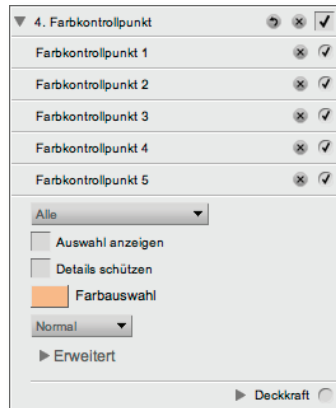 4. Farbkontrollpunkt
Farbkontrollpunkt 1
Farbkontrollpunkt 2
Farbkontrollpunkt 3
Farbkontrollpunkt 4
Farbkontrollpunkt 5
Alle
Auswahl anzeigen
Details schützen
Farbauswahl
Normal
Erweitert
Deckkraft